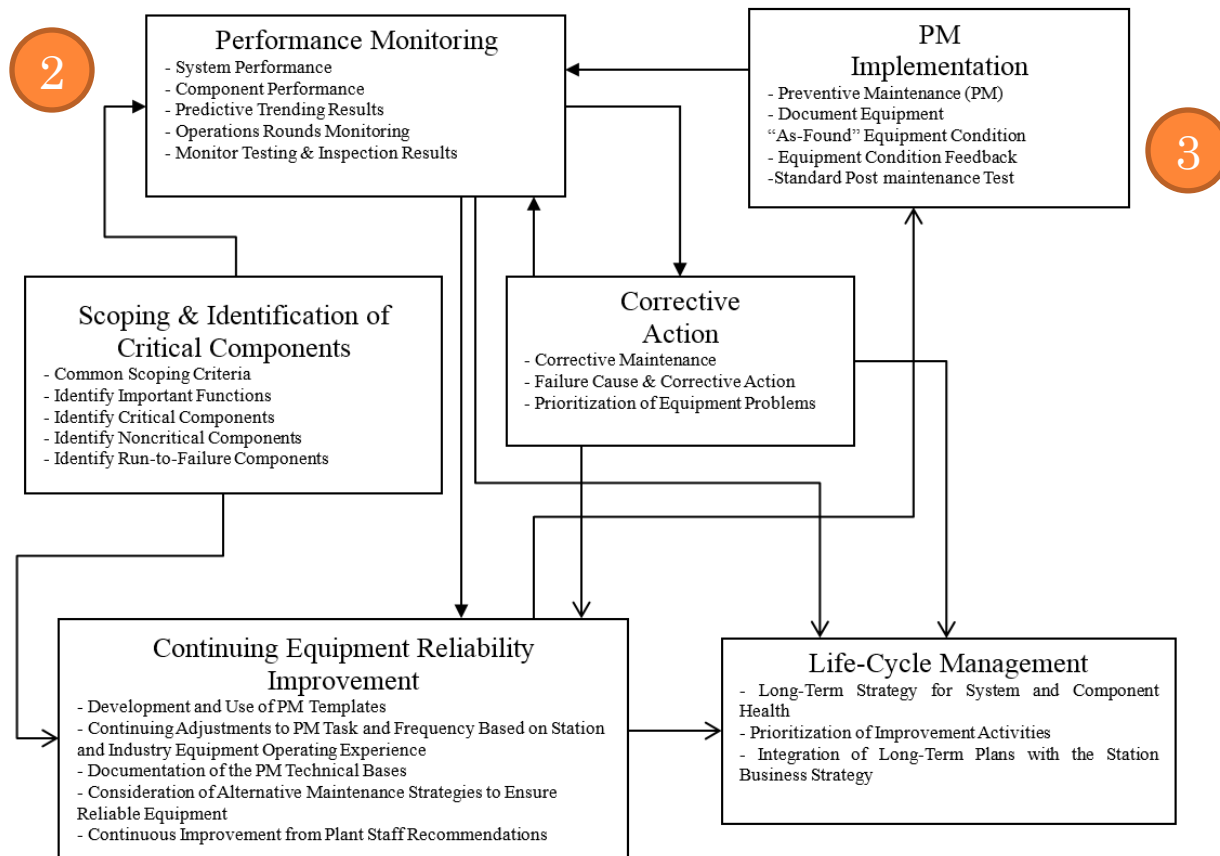 2
Performance Monitoring
- System Performance
- Component Performance
- Predictive Trending Results
- Operations Rounds Monitoring
- Monitor Testing & Inspection Results
PM
Implementation
- Preventive Maintenance (PM)
- Document Equipment
“As-Found” Equipment Condition
- Equipment Condition Feedback
-Standard Post maintenance Test
3
Scoping & Identification of
Critical Components
- Common Scoping Criteria
- Identify Important Functions
- Identify Critical Components
- Identify Noncritical Components
- Identify Run-to-Failure Components
Corrective
Action
- Corrective Maintenance
- Failure Cause & Corrective Action
- Prioritization of Equipment Problems
Continuing Equipment Reliability
Improvement
- Development and Use of PM Templates
- Continuing Adjustments to PM Task and Frequency Based on Station
and Industry Equipment Operating Experience
- Documentation of the PM Technical Bases
- Consideration of Alternative Maintenance Strategies to Ensure
Reliable Equipment
- Continuous Improvement from Plant Staff Recommendations
Life-Cycle Management
- Long-Term Strategy for System and Component
Health
- Prioritization of Improvement Activities
- Integration of Long-Term Plans with the Station
Business Strategy